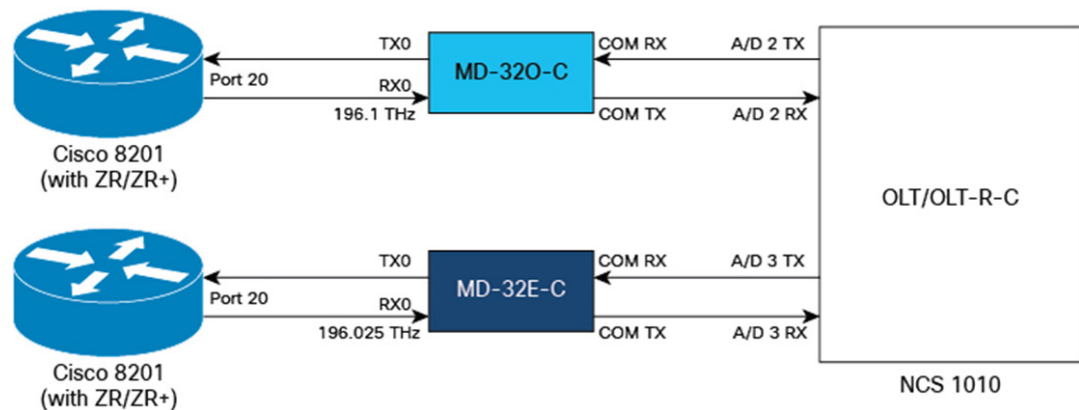 TX0
COM RX
A/D 2 TX
MD-32O-C
Port 20
RX0
196.1 THz
COM TX
A/D 2 RX
Cisco 8201
(with ZR/ZR+)
OLT/OLT-R-C
TX0
COM RX
A/D 3 TX
MD-32E-C
Port 20
RX0
196.025 THz
COM TX
A/D 3 RX
Cisco 8201
(with ZR/ZR+)
NCS 1010